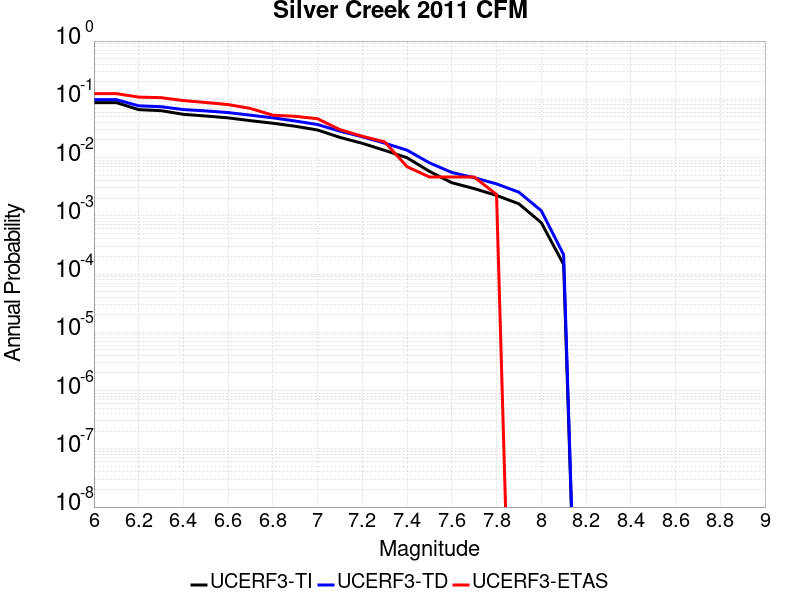 Silver Creek 2011 CFM
10^0
10^-1
10^-2
10^-3
10^-4
10^-5
10^-6
10^-7
10^-8
Annual Probability
6 6.2 6.4 6.6 6.8 7 7.2 7.4 7.6 7.8 8 8.2 8.4 8.6 8.8 9
Magnitude
UCERF3-TI UCERF3-TD UCERF3-ETAS